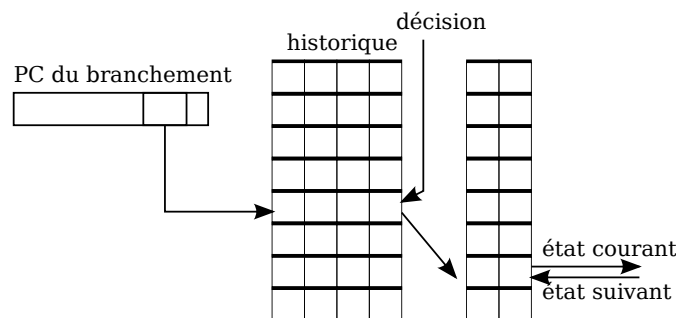 décision
historique
PC du branchement
état courant
état suivant